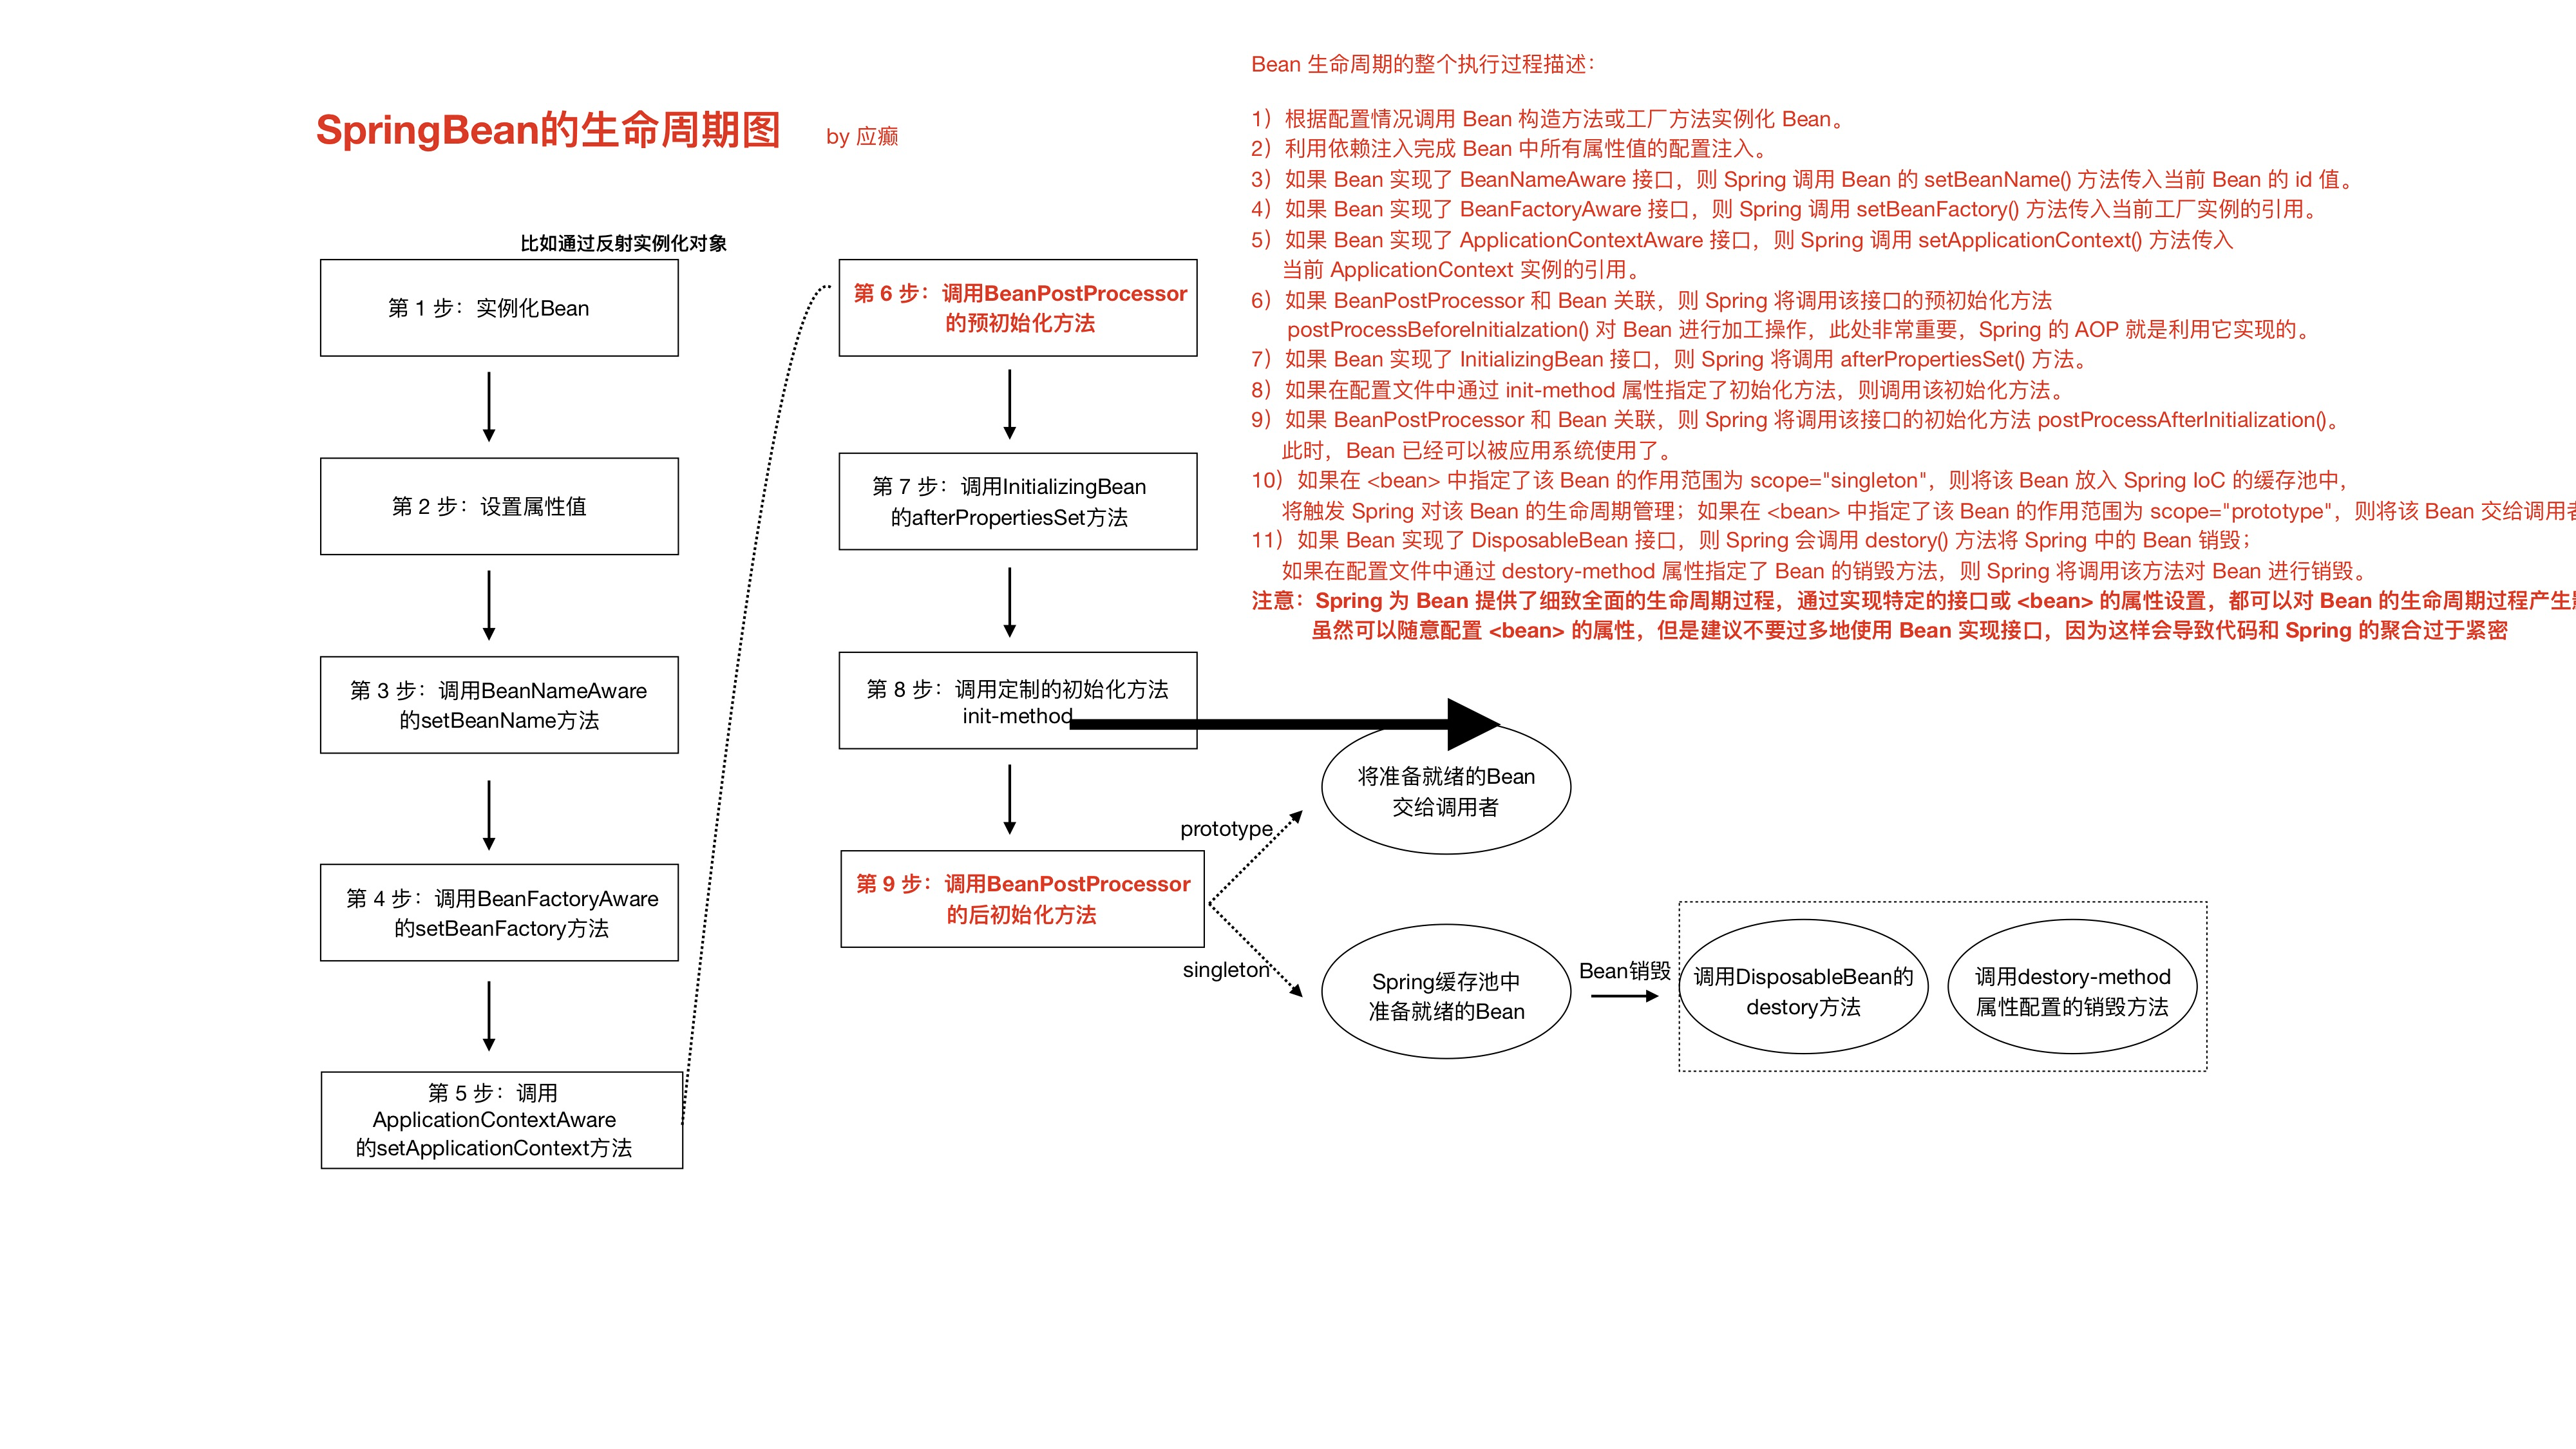 SpringBean的生命周期图
by 应癫
比如通过反射实例化对象
第 1 步：实例化Bean
第 2 步：设置属性值
第 3 步：调用BeanNameAware
的setBeanName方法
第 4 步：调用BeanFactoryAware
的setBeanFactory方法
第 5 步：调用
ApplicationContextAware
的setApplicationContext方法
第 6 步：调用BeanPostProcessor
的预初始化方法
第 7 步：调用InitializingBean
的afterPropertiesSet方法
第 8 步：调用定制的初始化方法
init-method
第 9 步：调用BeanPostProcessor
的后初始化方法
prototype
singleton
将准备就绪的Bean
交给调用者
Spring缓存池中
准备就绪的Bean
Bean销毁
调用DisposableBean的
destory方法
调用destory-method
属性配置的销毁方法
Bean 生命周期的整个执行过程描述：
1）根据配置情况调用 Bean 构造方法或工厂方法实例化 Bean。
2）利用依赖注入完成 Bean 中所有属性值的配置注入。
3）如果 Bean 实现了 BeanNameAware 接口，则 Spring 调用 Bean 的 setBeanName() 方法传入当前 Bean 的 id 值。
4）如果 Bean 实现了 BeanFactoryAware 接口，则 Spring 调用 setBeanFactory() 方法传入当前工厂实例的引用。
5）如果 Bean 实现了 ApplicationContextAware 接口，则 Spring 调用 setApplicationContext() 方法传入
当前 ApplicationContext 实例的引用。
6）如果 BeanPostProcessor 和 Bean 关联，则 Spring 将调用该接口的预初始化方法
postProcessBeforeInitialzation() 对 Bean 进行加工操作，此处非常重要，Spring 的 AOP 就是利用它实现的。
7）如果 Bean 实现了 InitializingBean 接口，则 Spring 将调用 afterPropertiesSet() 方法。
8）如果在配置文件中通过 init-method 属性指定了初始化方法，则调用该初始化方法。
9）如果 BeanPostProcessor 和 Bean 关联，则 Spring 将调用该接口的初始化方法 postProcessAfterInitialization()。
此时，Bean 已经可以被应用系统使用了。
10）如果在 <bean> 中指定了该 Bean 的作用范围为 scope="singleton"，则将该 Bean 放入 Spring IoC 的缓存池中，
将触发 Spring 对该 Bean 的生命周期管理；如果在 <bean> 中指定了该 Bean 的作用范围为 scope="prototype"，则将该 Bean 交给调用者
11）如果 Bean 实现了 DisposableBean 接口，则 Spring 会调用 destory() 方法将 Spring 中的 Bean 销毁；
如果在配置文件中通过 destory-method 属性指定了 Bean 的销毁方法，则 Spring 将调用该方法对 Bean 进行销毁。
注意：Spring 为 Bean 提供了细致全面的生命周期过程，通过实现特定的接口或 <bean> 的属性设置，都可以对 Bean 的生命周期过程产生
虽然可以随意配置 <bean> 的属性，但是建议不要过多地使用 Bean 实现接口，因为这样会导致代码和 Spring 的聚合过于紧密